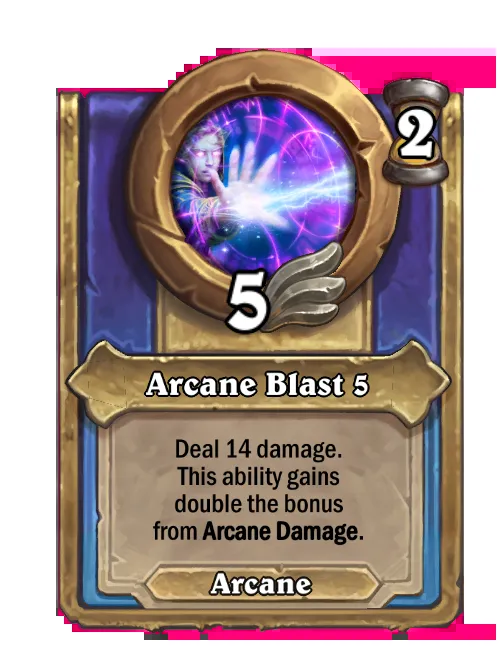 2
5
Arcane Blast 5
Deal 14 damage.
This ability gains
double the bonus
from Arcane Damage.
Arcane